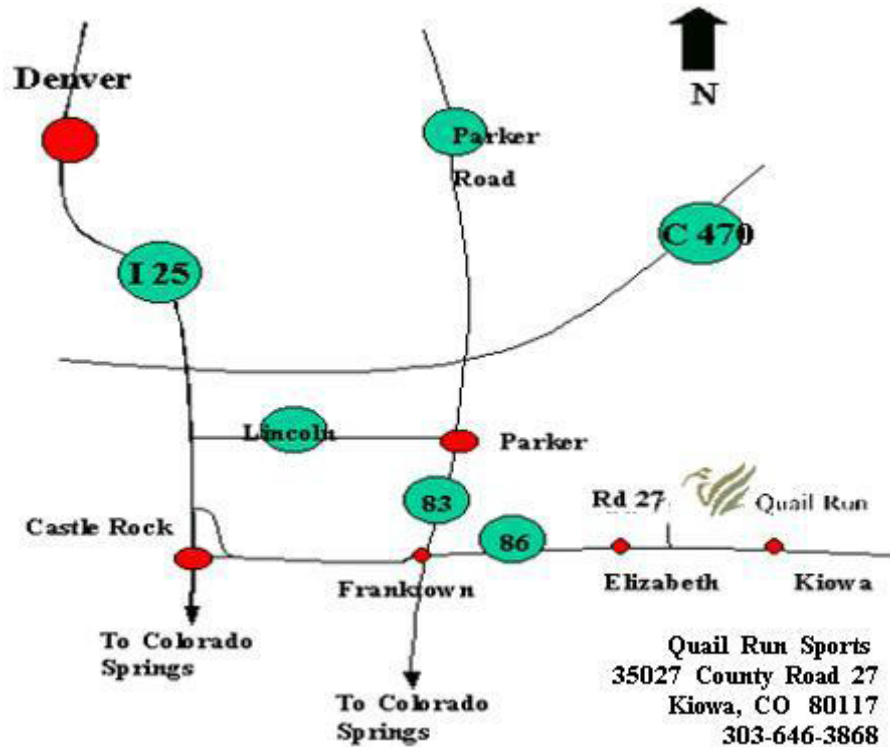 Denver
N
Parker
Road
C 470
I 25
Lincoln
Parker
83
Rd 27
Quail Run
Castle Rock
86
Franktown
Elizabeth
Kiowa
To Colorado
Springs
To Colorado
Springs
Quail Run Sports
35027 County Road 27
Kiowa, CO 80117
303-646-3868